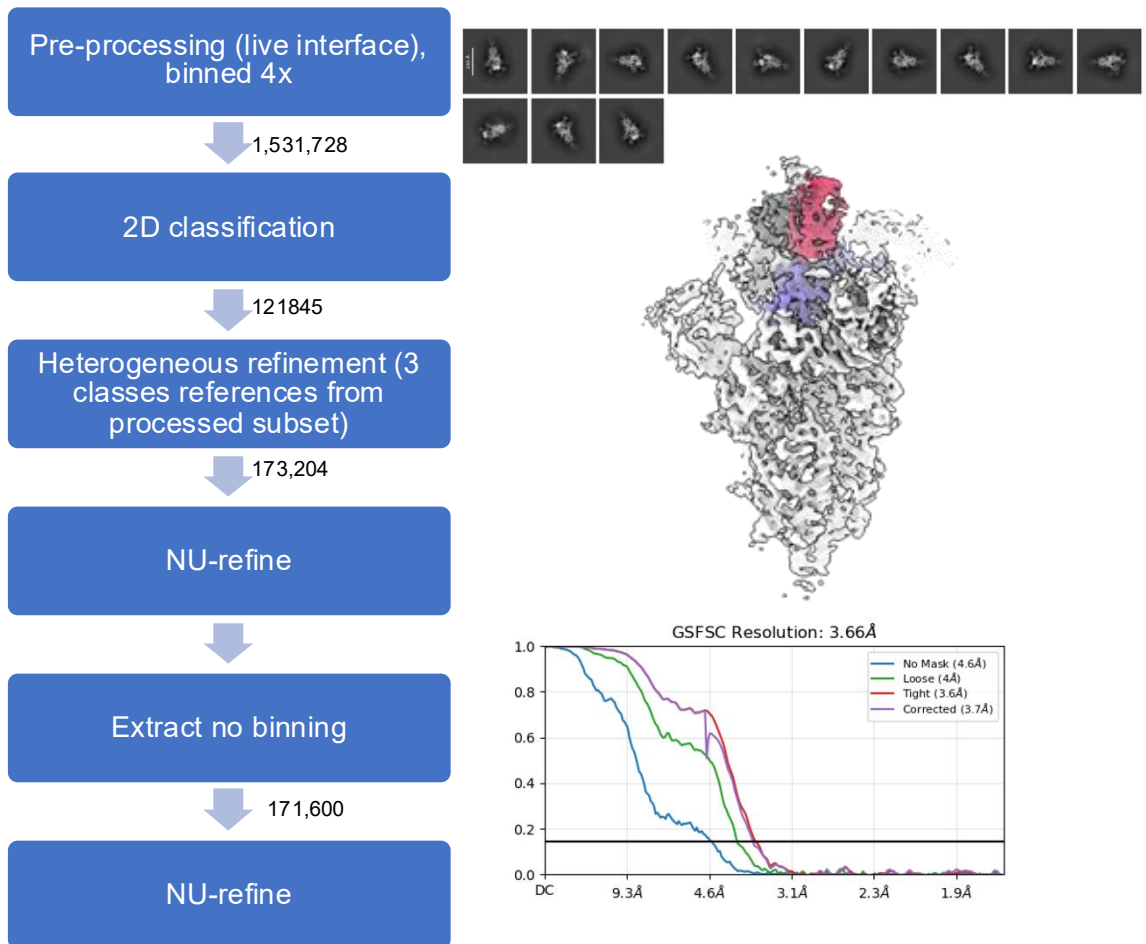 Pre-processing (live interface),
binned 4x
1,531,728
2D classification
121845
Heterogeneous refinement (3
classes references from
processed subset)
173,204
NU-refine
Extract no binning
171,600
NU-refine
GSFSC Resolution: 3.66Å
1.0
0.8
0.6
0.4
0.2
0.0
No Mask (4.6Å)
Loose (4Å)
Tight (3.6Å)
Corrected (3.7Å)
DC
9.3Å
4.6Å
3.1Å
2.3Å
1.9Å